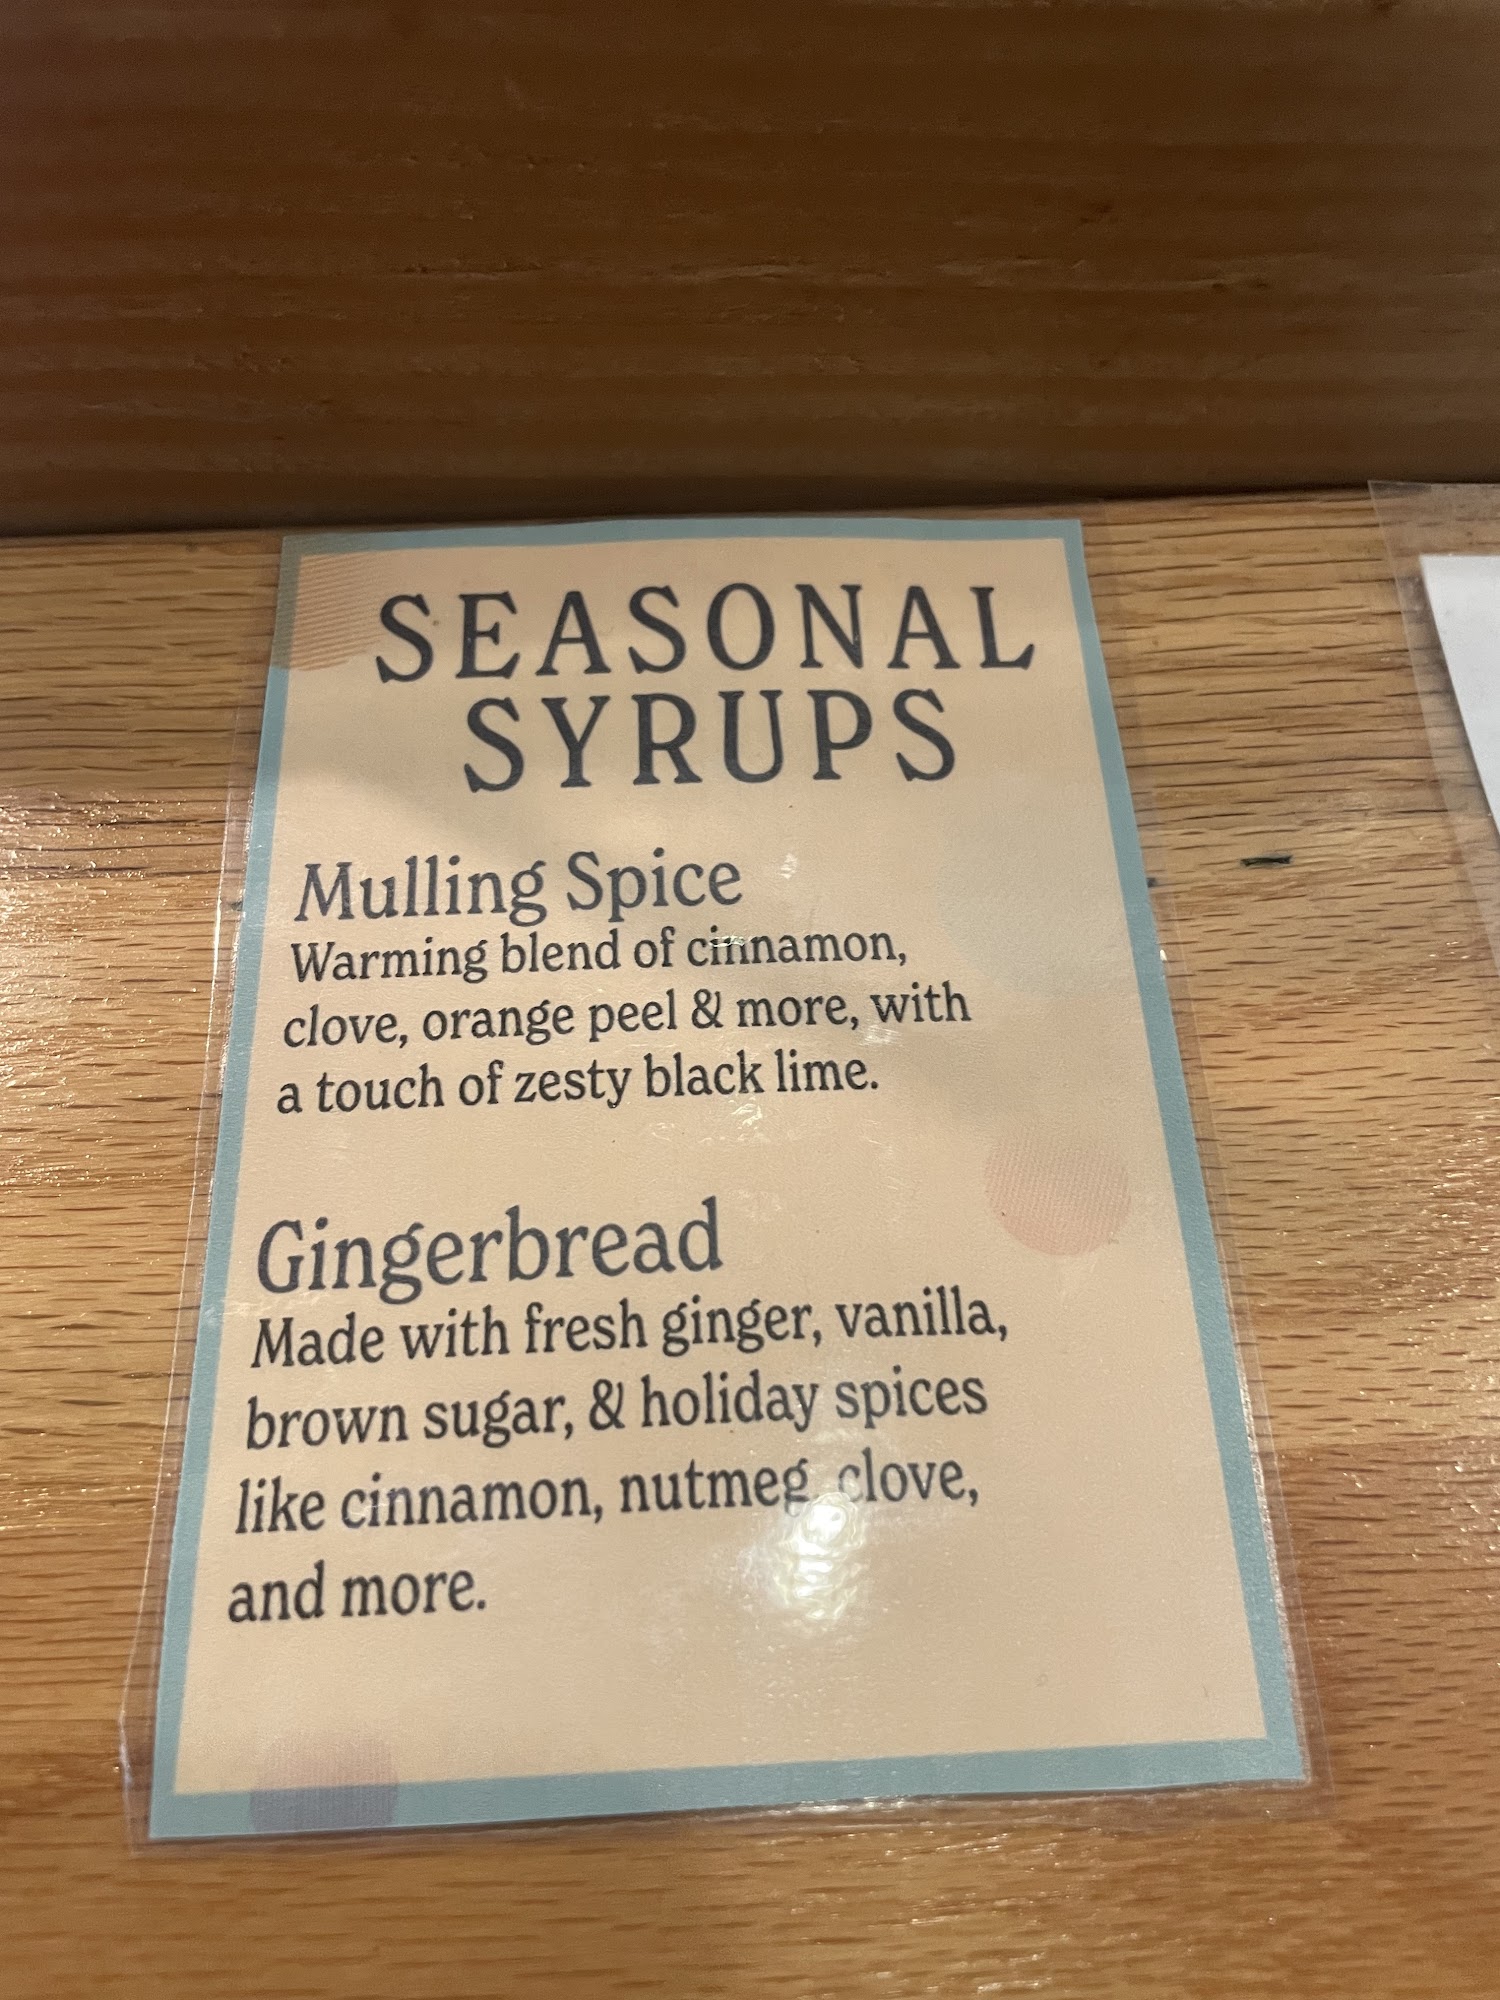 SEASONAL
SYRUPS
Mulling Spice
Warming blend of cinnamon,
clove, orange peel & more, with
a touch of zesty black lime.
Gingerbread
Made with fresh ginger, vanilla,
brown sugar, & holiday spices
like cinnamon, nutmeg, clove,
and more.